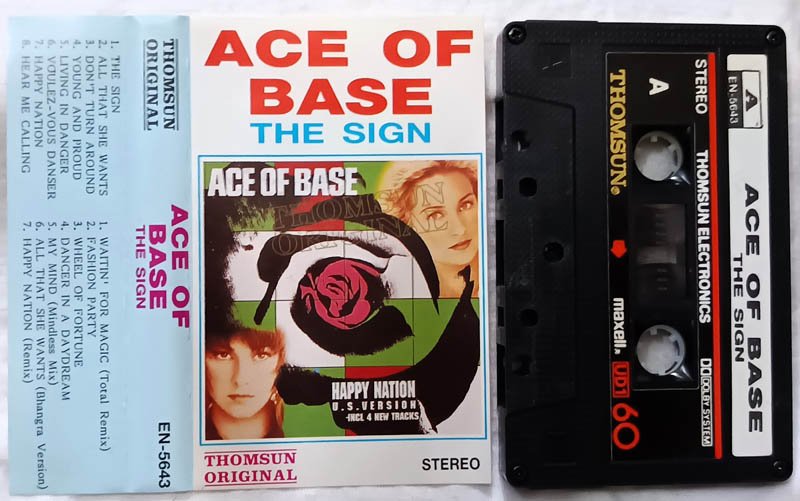 THOMSUN
ORIGINAL
1. THE SIGN
2. ALL THAT SHE WANTS
3. DON'T TURN AROUND
4. YOUNG AND PROUD
5. LIVING IN DANGER
6. VOULEZ-VOUS DANSER
7. HAPPY NATION
8. HEAR ME CALLING
ACE OF
BASE
THE SIGN
1. WAITIN' FOR MAGIC (Total Remix)
2. FASHION PARTY
3. WHEEL OF FORTUNE
4. DANCER IN A DAYDREAM
5. MY MIND (Mindless Mix)
6. ALL THAT SHE WANTS (Bhangra Version)
7. HAPPY NATION (Remix)
EN-5643
ACE OF
BASE
THE SIGN
ACE OF BASE
THOMSUN
ORIGINAL
HAPPY NATION
U.S. VERSION
-INCL 4 NEW TRACKS
THOMSUN
ORIGINAL
STEREO
A
EN-5643
ACE OF BASE
THE SIGN
STEREO
THOMSUN ELECTRONICS
DOLBY SYSTEM
THOMSUN
A
maxell
UD1 60